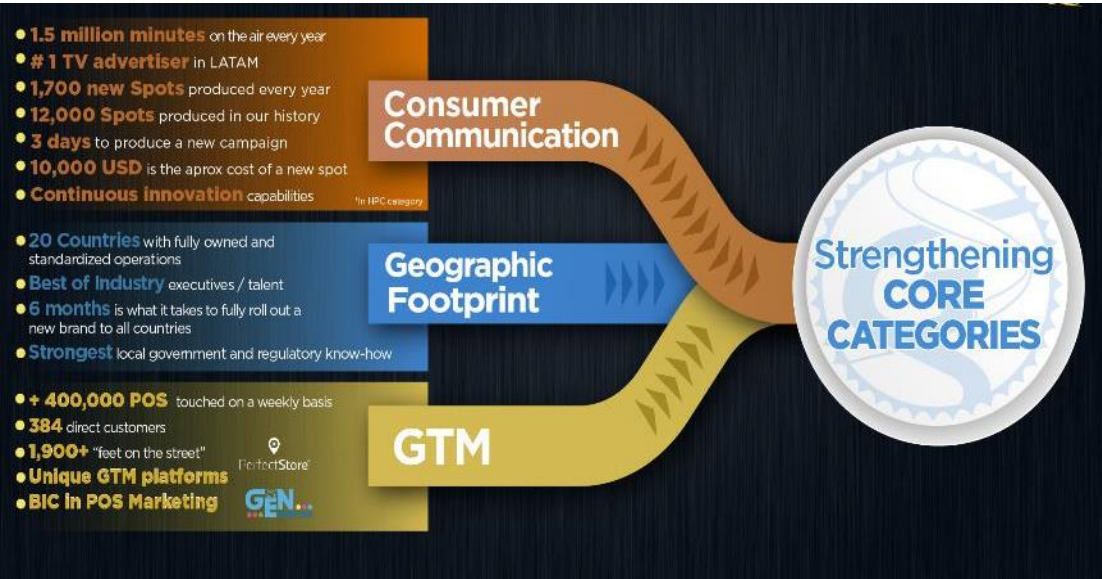 1.5 million minutes on the air every year
# 1 TV advertiser in LATAM
1,700 new Spots produced every year
12,000 Spots produced in our history
3 days to produce a new campaign
10,000 USD is the aprox cost of a new spot
Continuous innovation capabilities
*In HPC category
Consumer
Communication
20 Countries with fully owned and
standardized operations
Best of Industry executives / talent
6 months is what it takes to fully roll out a
new brand to all countries
Strongest local government and regulatory know-how
Geographic
Footprint
+ 400,000 POS touched on a weekly basis
384 direct customers
1,900+ "feet on the street"
Unique GTM platforms
BIC in POS Marketing
PerfectStore
GEN
GTM
Strengthening
CORE
CATEGORIES